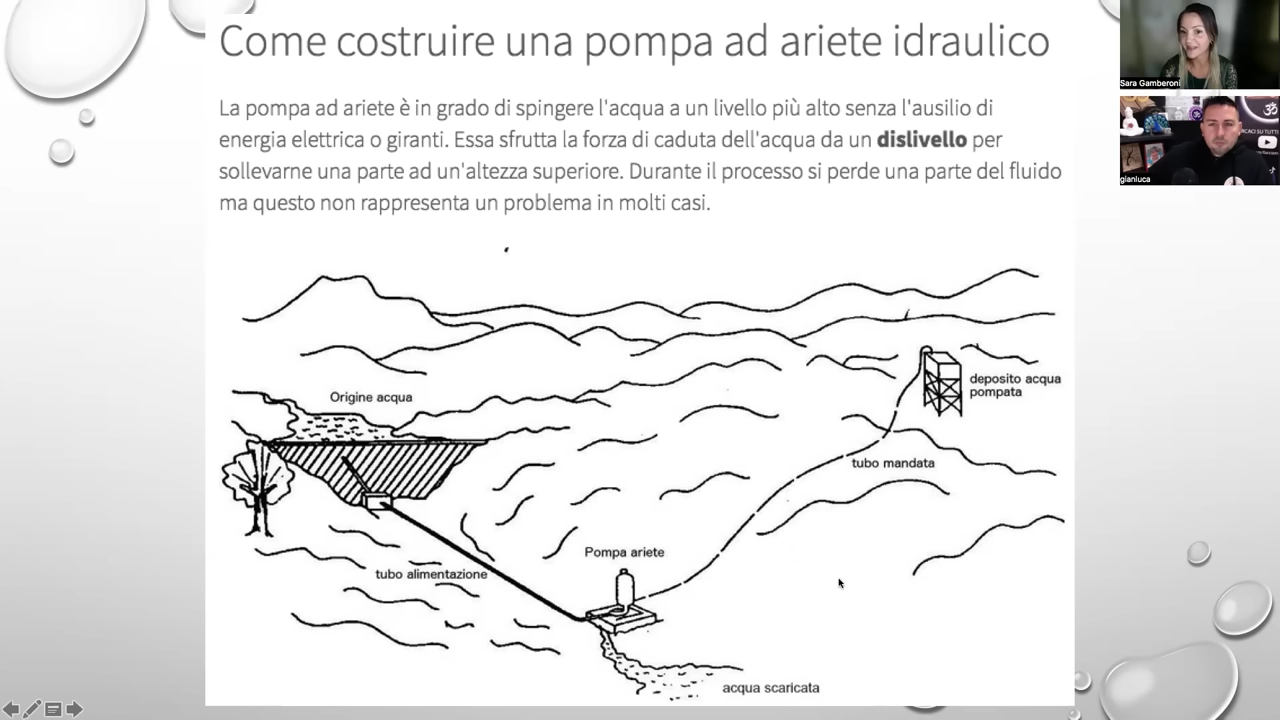 Come costruire una pompa ad ariete idraulico
La pompa ad ariete è in grado di spingere l'acqua a un livello più alto senza l'ausilio di
energia elettrica o giranti. Essa sfrutta la forza di caduta dell'acqua da un dislivello per
sollevarne una parte ad un'altezza superiore. Durante il processo si perde una parte del fluido
ma questo non rappresenta un problema in molti casi.
Origine acqua
deposito acqua
pompata
tubo mandata
Pompa ariete
tubo alimentazione
acqua scaricata
Sara Gamberoni
gianluca